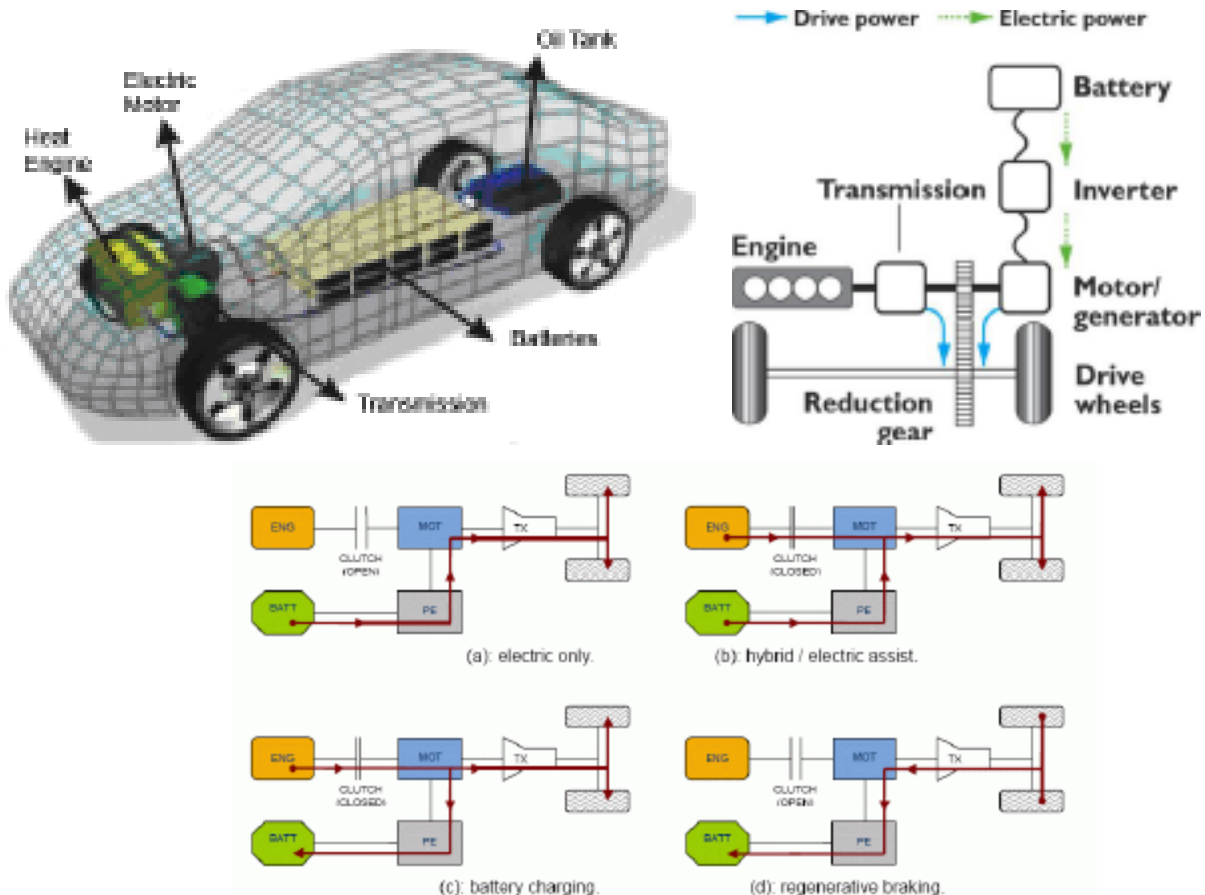 Oil Tank
Electric
Motor
Heat
Engine
Batteries
Transmission
Drive power
Electric power
Battery
Transmission
Inverter
Engine
Motor/
generator
Reduction
gear
Drive
wheels
ENG
MOT
TX
CLUTCH
(OPEN)
BATT
PE
(a): electric only.
ENG
MOT
TX
CLUTCH
(CLOSED)
BATT
PE
(b): hybrid / electric assist.
ENG
MOT
TX
CLUTCH
(CLOSED)
BATT
PE
(c): battery charging.
ENG
MOT
TX
CLUTCH
(OPEN)
BATT
PE
(d): regenerative braking.